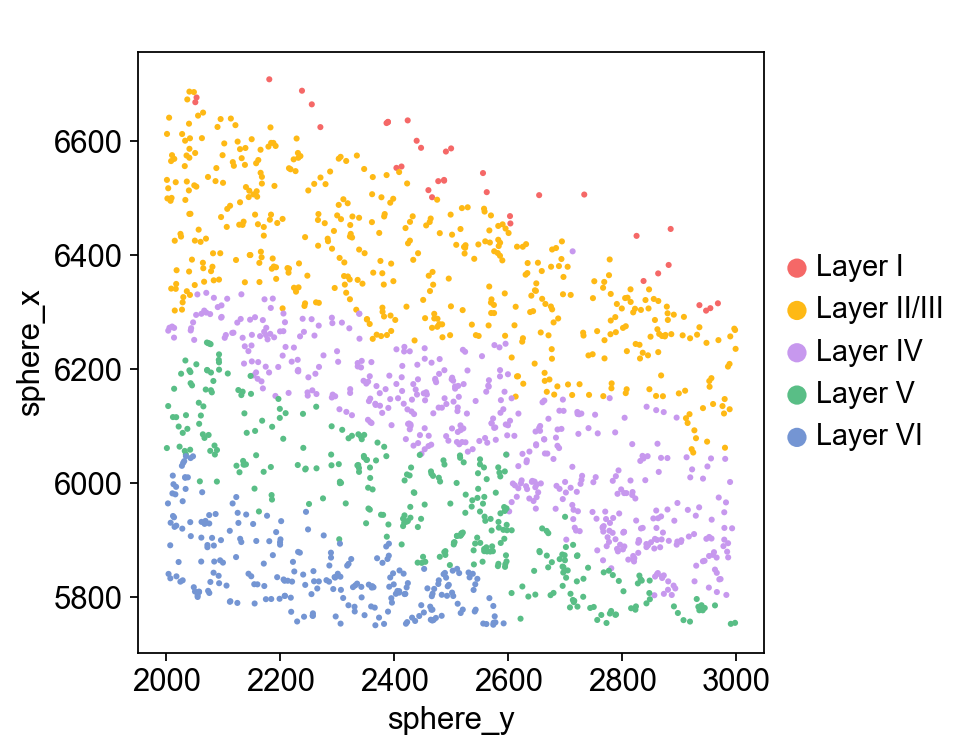 6600
6400
6200
6000
5800
sphere_x
2000 2200 2400 2600 2800 3000
sphere_y
Layer I
Layer II/III
Layer IV
Layer V
Layer VI